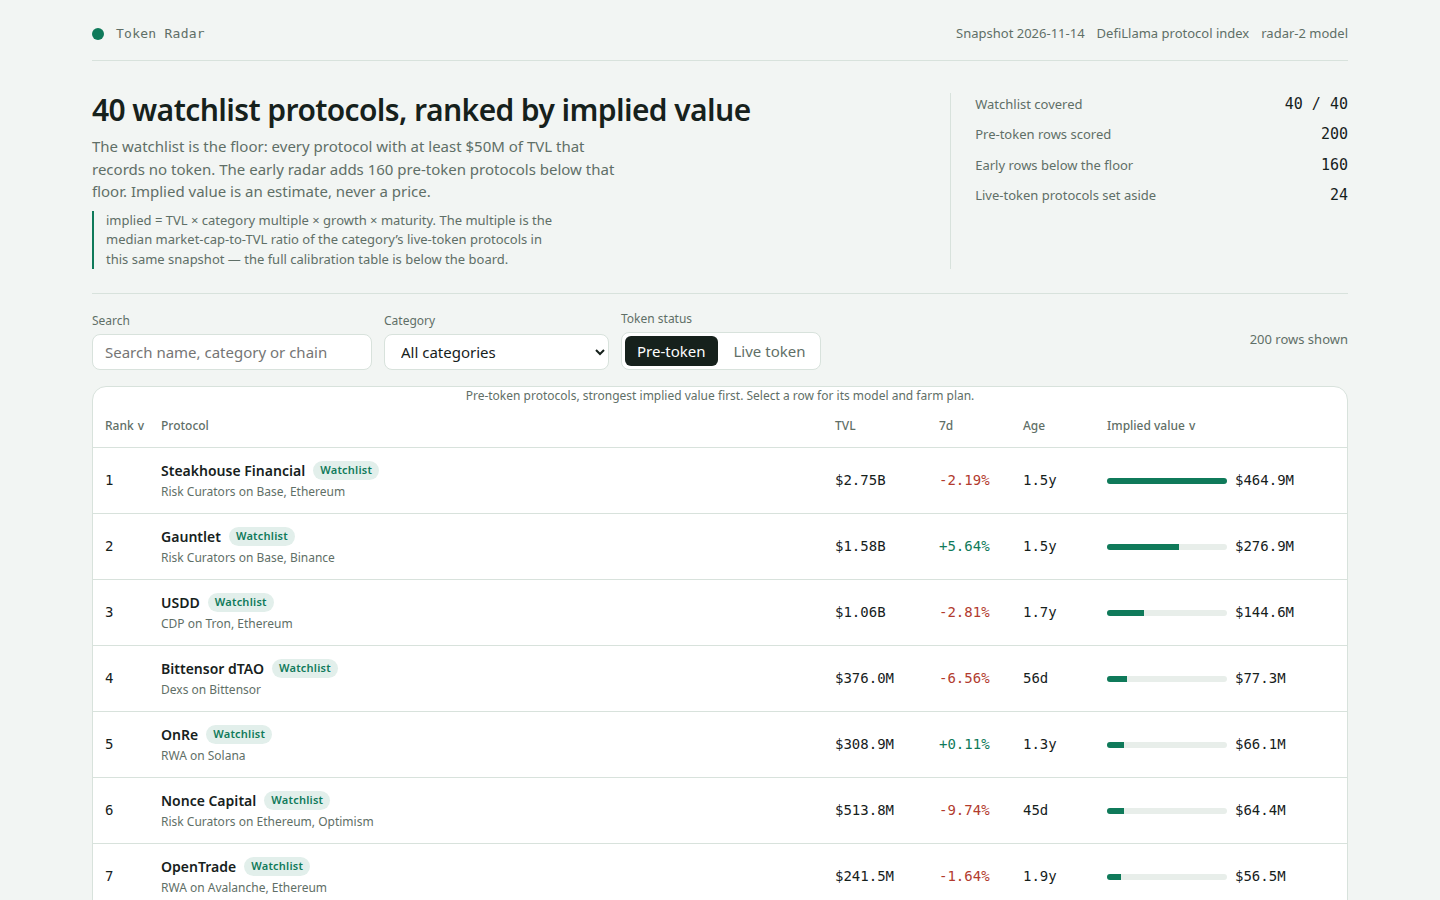 Token Radar
Snapshot 2026-11-14 DefiLlama protocol index radar-2 model
40 watchlist protocols, ranked by implied value
The watchlist is the floor: every protocol with at least $50M of TVL that
records no token. The early radar adds 160 pre-token protocols below that
floor. Implied value is an estimate, never a price.
implied = TVL × category multiple × growth × maturity. The multiple is the
median market-cap-to-TVL ratio of the category's live-token protocols in
this same snapshot — the full calibration table is below the board.
Watchlist covered 40 / 40
Pre-token rows scored 200
Early rows below the floor 160
Live-token protocols set aside 24
Search
Search name, category or chain
Category
All categories
Token status
Pre-token Live token
200 rows shown
Pre-token protocols, strongest implied value first. Select a row for its model and farm plan.
Rank v Protocol TVL 7d Age Implied value v
1 Steakhouse Financial Watchlist $2.75B -2.19% 1.5y $464.9M
Risk Curators on Base, Ethereum
2 Gauntlet Watchlist $1.58B +5.64% 1.5y $276.9M
Risk Curators on Base, Binance
3 USDD Watchlist $1.06B -2.81% 1.7y $144.6M
CDP on Tron, Ethereum
4 Bittensor dTAO Watchlist $376.0M -6.56% 56d $77.3M
Dexs on Bittensor
5 OnRe Watchlist $308.9M +0.11% 1.3y $66.1M
RWA on Solana
6 Nonce Capital Watchlist $513.8M -9.74% 45d $64.4M
Risk Curators on Ethereum, Optimism
7 OpenTrade Watchlist $241.5M -1.64% 1.9y $56.5M
RWA on Avalanche, Ethereum